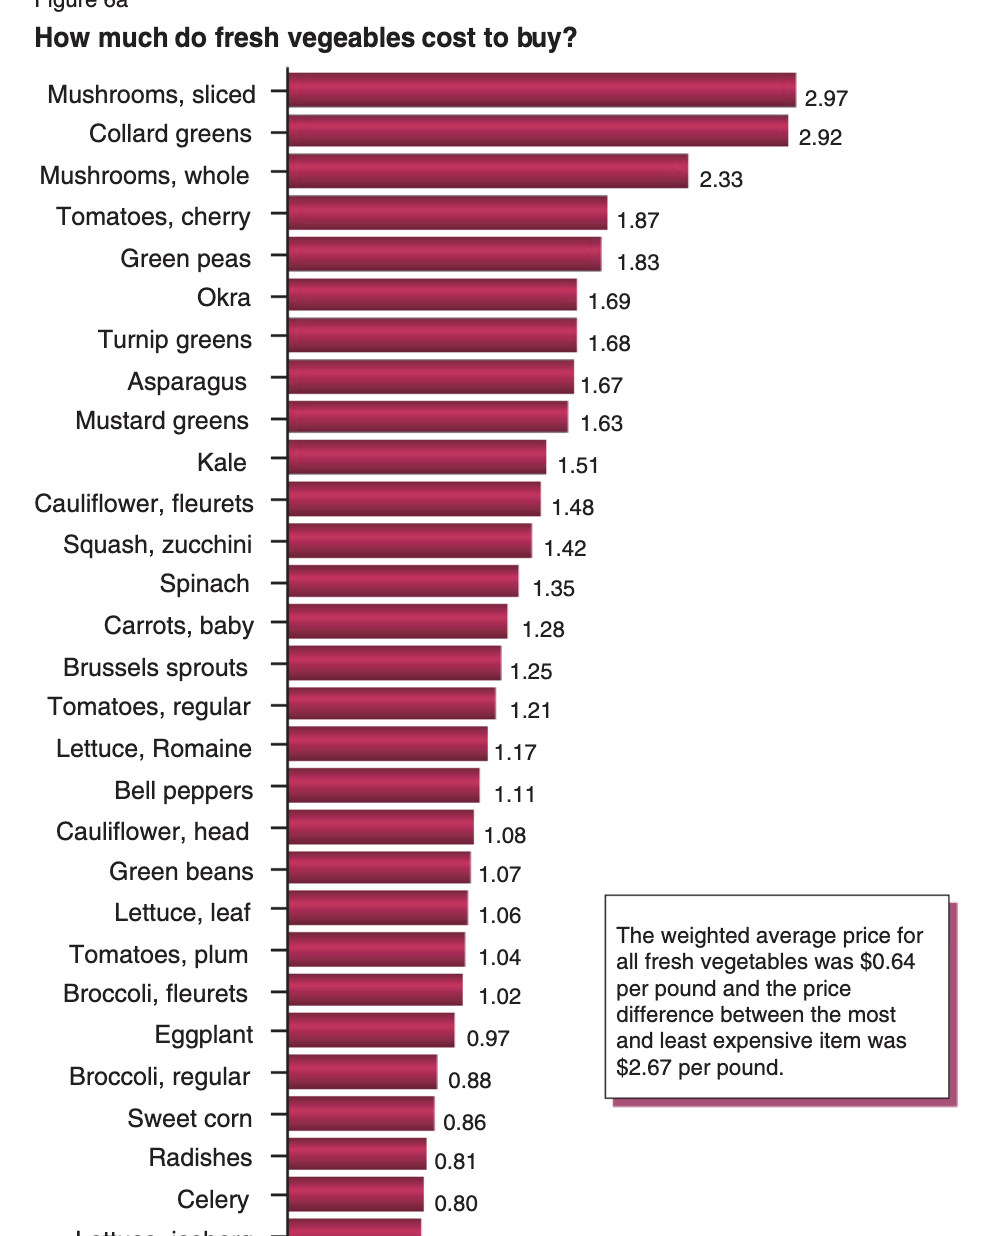 Figure 6a
How much do fresh vegeables cost to buy?
Mushrooms, sliced 2.97
Collard greens 2.92
Mushrooms, whole 2.33
Tomatoes, cherry 1.87
Green peas 1.83
Okra 1.69
Turnip greens 1.68
Asparagus 1.67
Mustard greens 1.63
Kale 1.51
Cauliflower, fleurets 1.48
Squash, zucchini 1.42
Spinach 1.35
Carrots, baby 1.28
Brussels sprouts 1.25
Tomatoes, regular 1.21
Lettuce, Romaine 1.17
Bell peppers 1.11
Cauliflower, head 1.08
Green beans 1.07
Lettuce, leaf 1.06
Tomatoes, plum 1.04
Broccoli, fleurets 1.02
Eggplant 0.97
Broccoli, regular 0.88
Sweet corn 0.86
Radishes 0.81
Celery 0.80
Lettuce, iceberg
The weighted average price for
all fresh vegetables was $0.64
per pound and the price
difference between the most
and least expensive item was
$2.67 per pound.